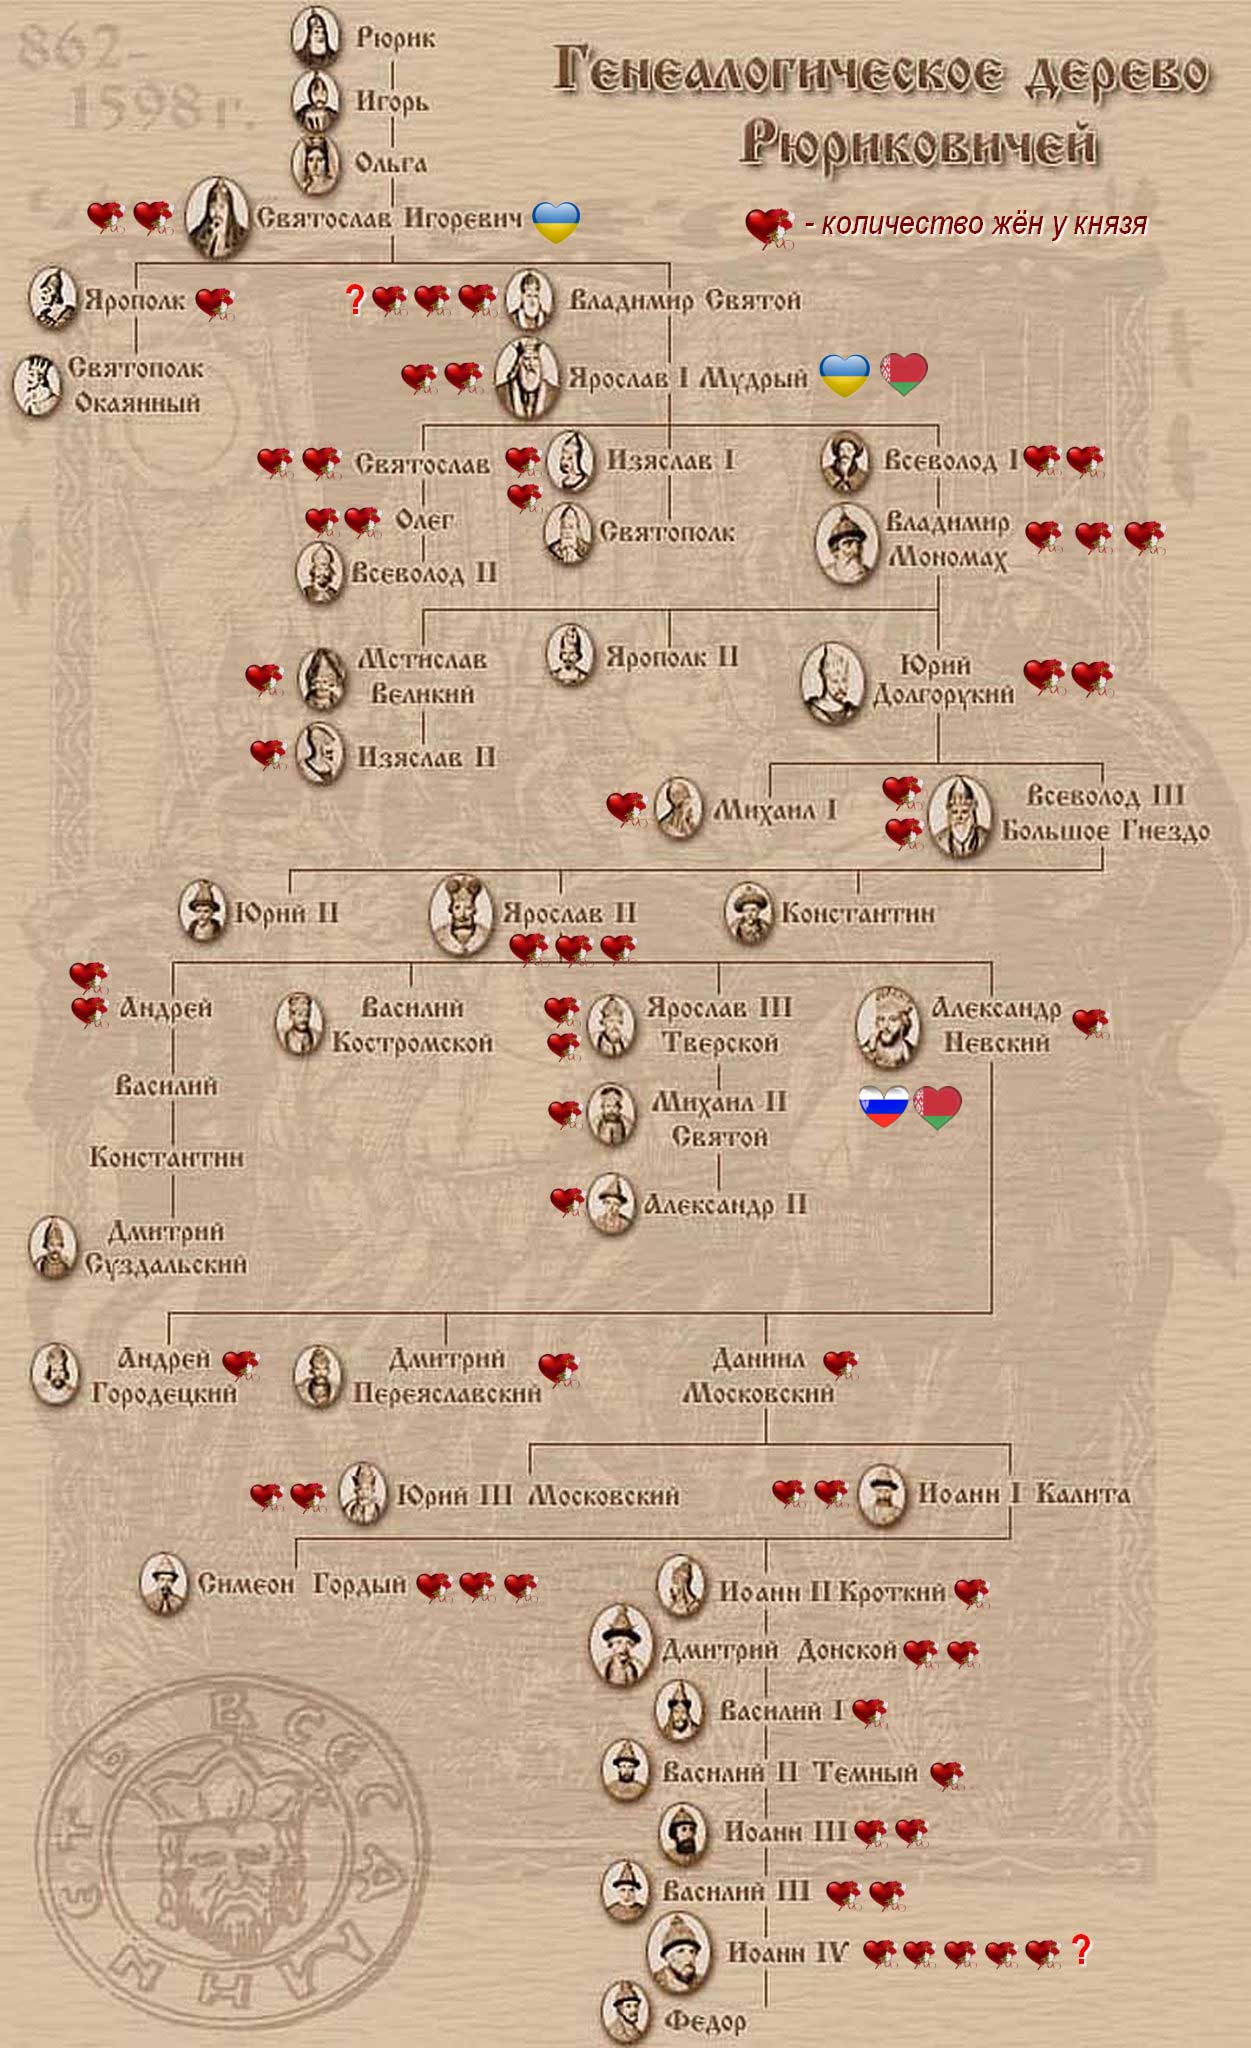 862-
1598 г.
Генеалогическое дерево
Рюриковичей
Рюрик
Игорь
Ольга
Святослав Игоревич
- количество жён у князя
Ярополк
? Владимир Святой
Святополк
Окаянный
Ярослав I Мудрый
Святослав
Изяслав I
Всеволод I
Олег
Святополк
Владимир
Мономах
Всеволод II
Мстислав
Великий
Ярополк II
Юрий
Долгорукий
Изяслав II
Михаил I
Всеволод III
Большое Гнездо
Юрий II
Ярослав II
Константин
Андрей
Василий
Костромской
Ярослав III
Тверской
Александр
Невский
Василий
Михаил II
Святой
Константин
Александр II
Дмитрий
Суздальский
Андрей
Городецкий
Дмитрий
Переяславский
Даниил
Московский
Юрий III Московский
Иоанн I Калита
Симеон Гордый
Иоанн II Кроткий
Дмитрий Донской
Василий I
Василий II Темный
Иоанн III
Василий III
Иоанн IV ?
Федор